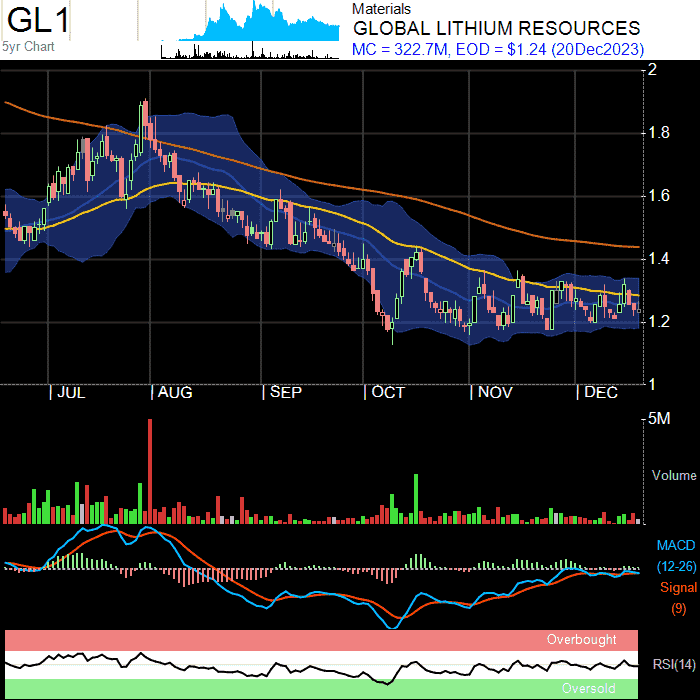 GL1
5yr Chart
Materials
GLOBAL LITHIUM RESOURCES
MC = 322.7M, EOD = $1.24 (20Dec2023)
2
1.8
1.6
1.4
1.2
1
| JUL | AUG | SEP | OCT | NOV | DEC
5M
Volume
MACD
(12-26)
Signal
(9)
Overbought
RSI(14)
Oversold